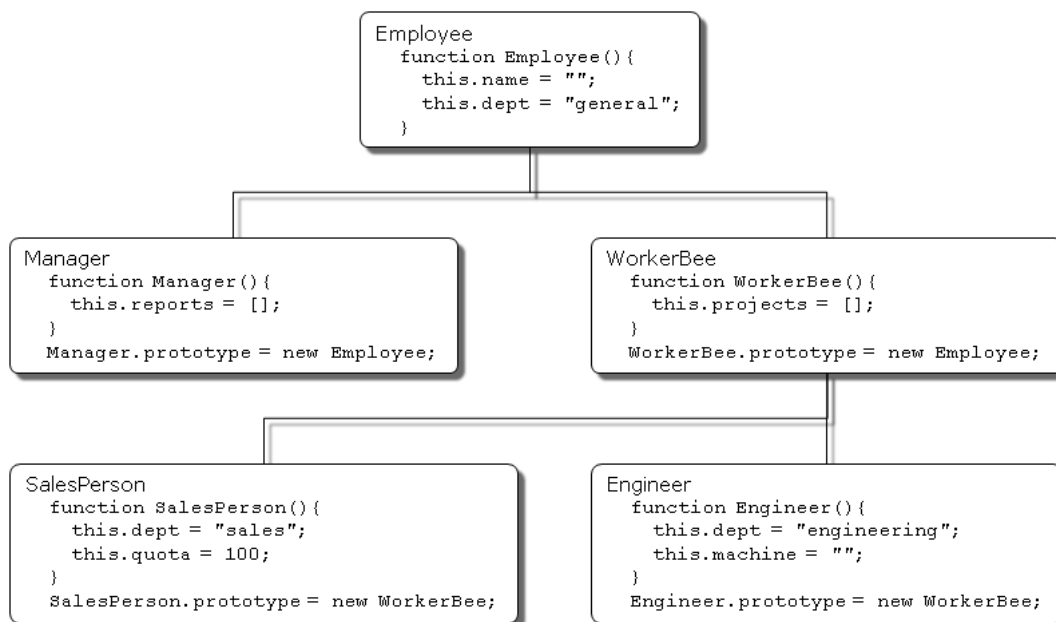 Employee
function Employee(){
this.name = "";
this.dept = "general";
}
Manager
function Manager(){
this.reports = [];
}
Manager.prototype = new Employee;
WorkerBee
function WorkerBee(){
this.projects = [];
}
WorkerBee.prototype = new Employee;
SalesPerson
function SalesPerson(){
this.dept = "sales";
this.quota = 100;
}
SalesPerson.prototype = new WorkerBee;
Engineer
function Engineer(){
this.dept = "engineering";
this.machine = "";
}
Engineer.prototype = new WorkerBee;